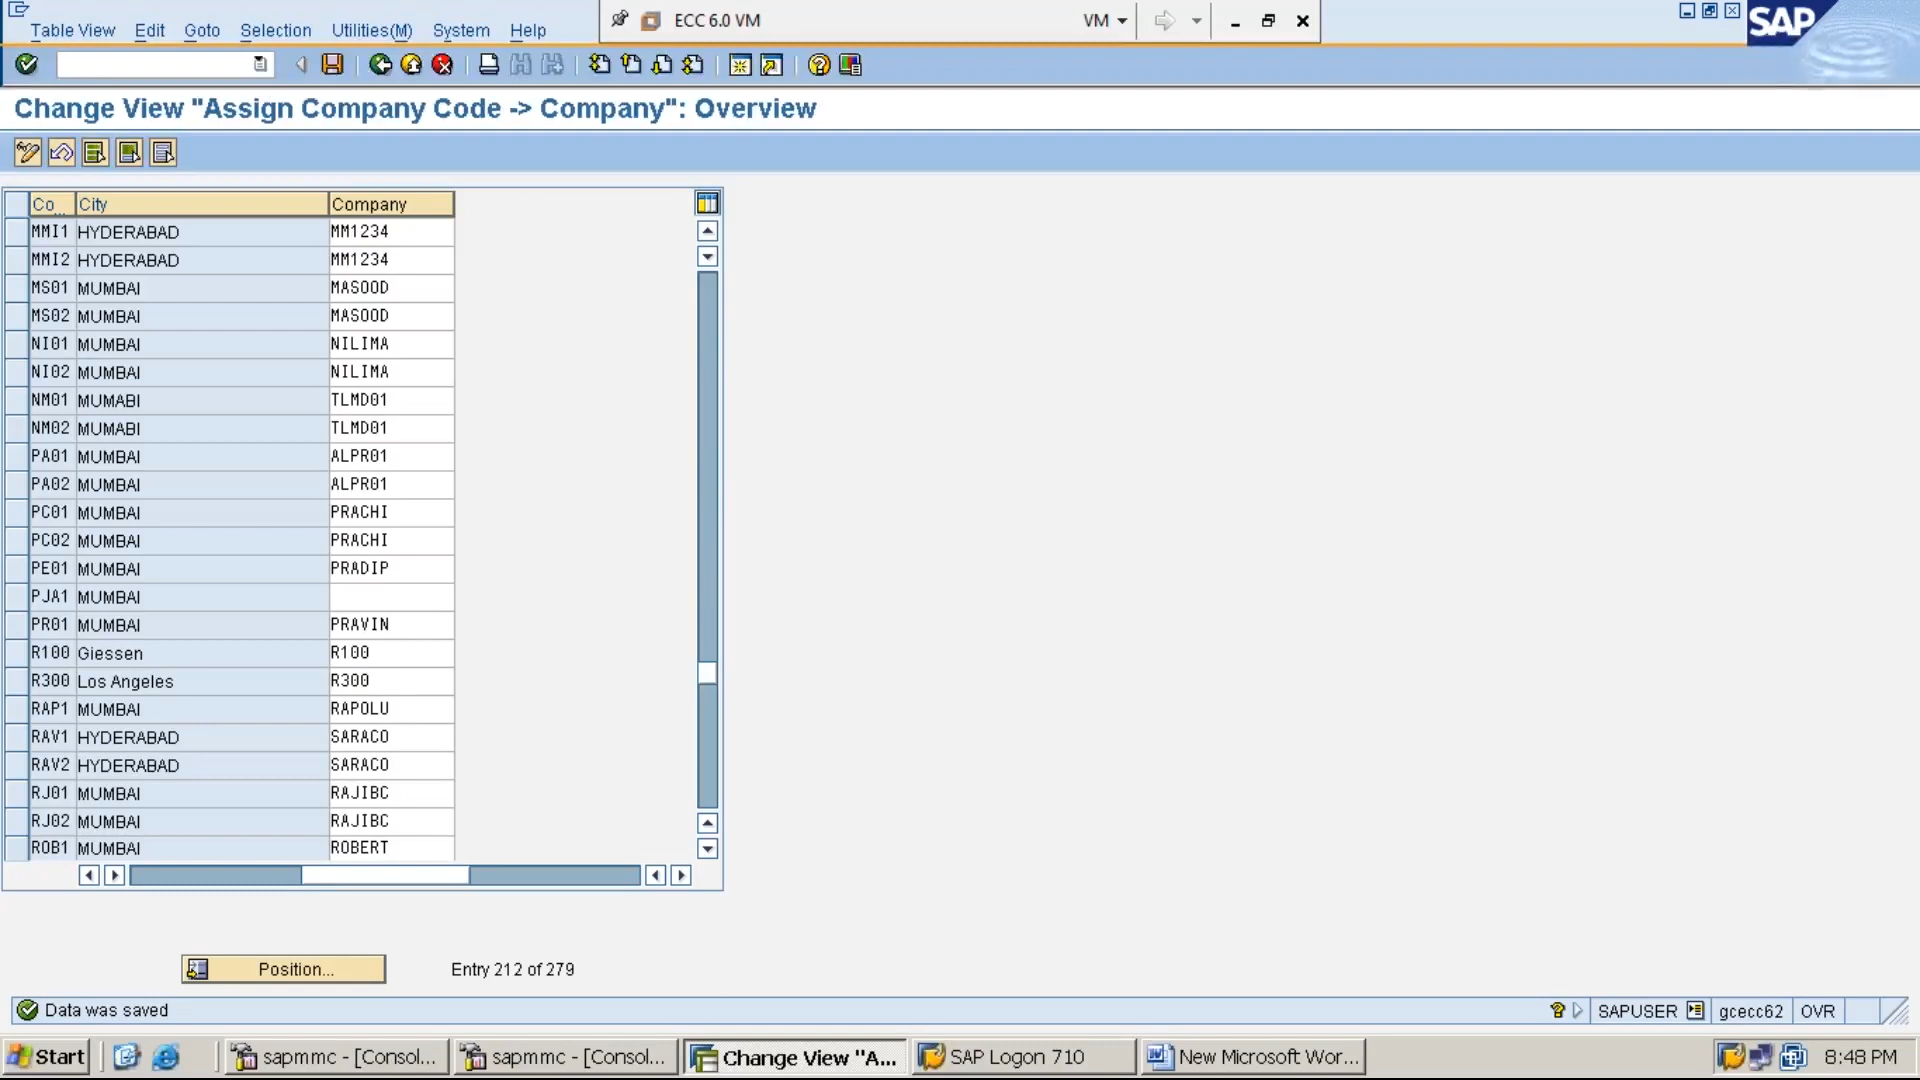 ECC 6.0 VM VM
SAP
Table View Edit Goto Selection Utilities(M) System Help
Change View "Assign Company Code -> Company": Overview
Co... City Company
MMI1 HYDERABAD MM1234
MMI2 HYDERABAD MM1234
MS01 MUMBAI MASOOD
MS02 MUMBAI MASOOD
NI01 MUMBAI NILIMA
NI02 MUMBAI NILIMA
NM01 MUMABI TLMD01
NM02 MUMABI TLMD01
PA01 MUMBAI ALPR01
PA02 MUMBAI ALPR01
PC01 MUMBAI PRACHI
PC02 MUMBAI PRACHI
PE01 MUMBAI PRADIP
PJA1 MUMBAI
PR01 MUMBAI PRAVIN
R100 Giessen R100
R300 Los Angeles R300
RAP1 MUMBAI RAPOLU
RAV1 HYDERABAD SARACO
RAV2 HYDERABAD SARACO
RJ01 MUMBAI RAJIBC
RJ02 MUMBAI RAJIBC
ROB1 MUMBAI ROBERT
Position... Entry 212 of 279
Data was saved SAPUSER gcecc62 OVR
Start sapmmc - [Consol... sapmmc - [Consol... Change View "A... SAP Logon 710 New Microsoft Wor... 8:48 PM